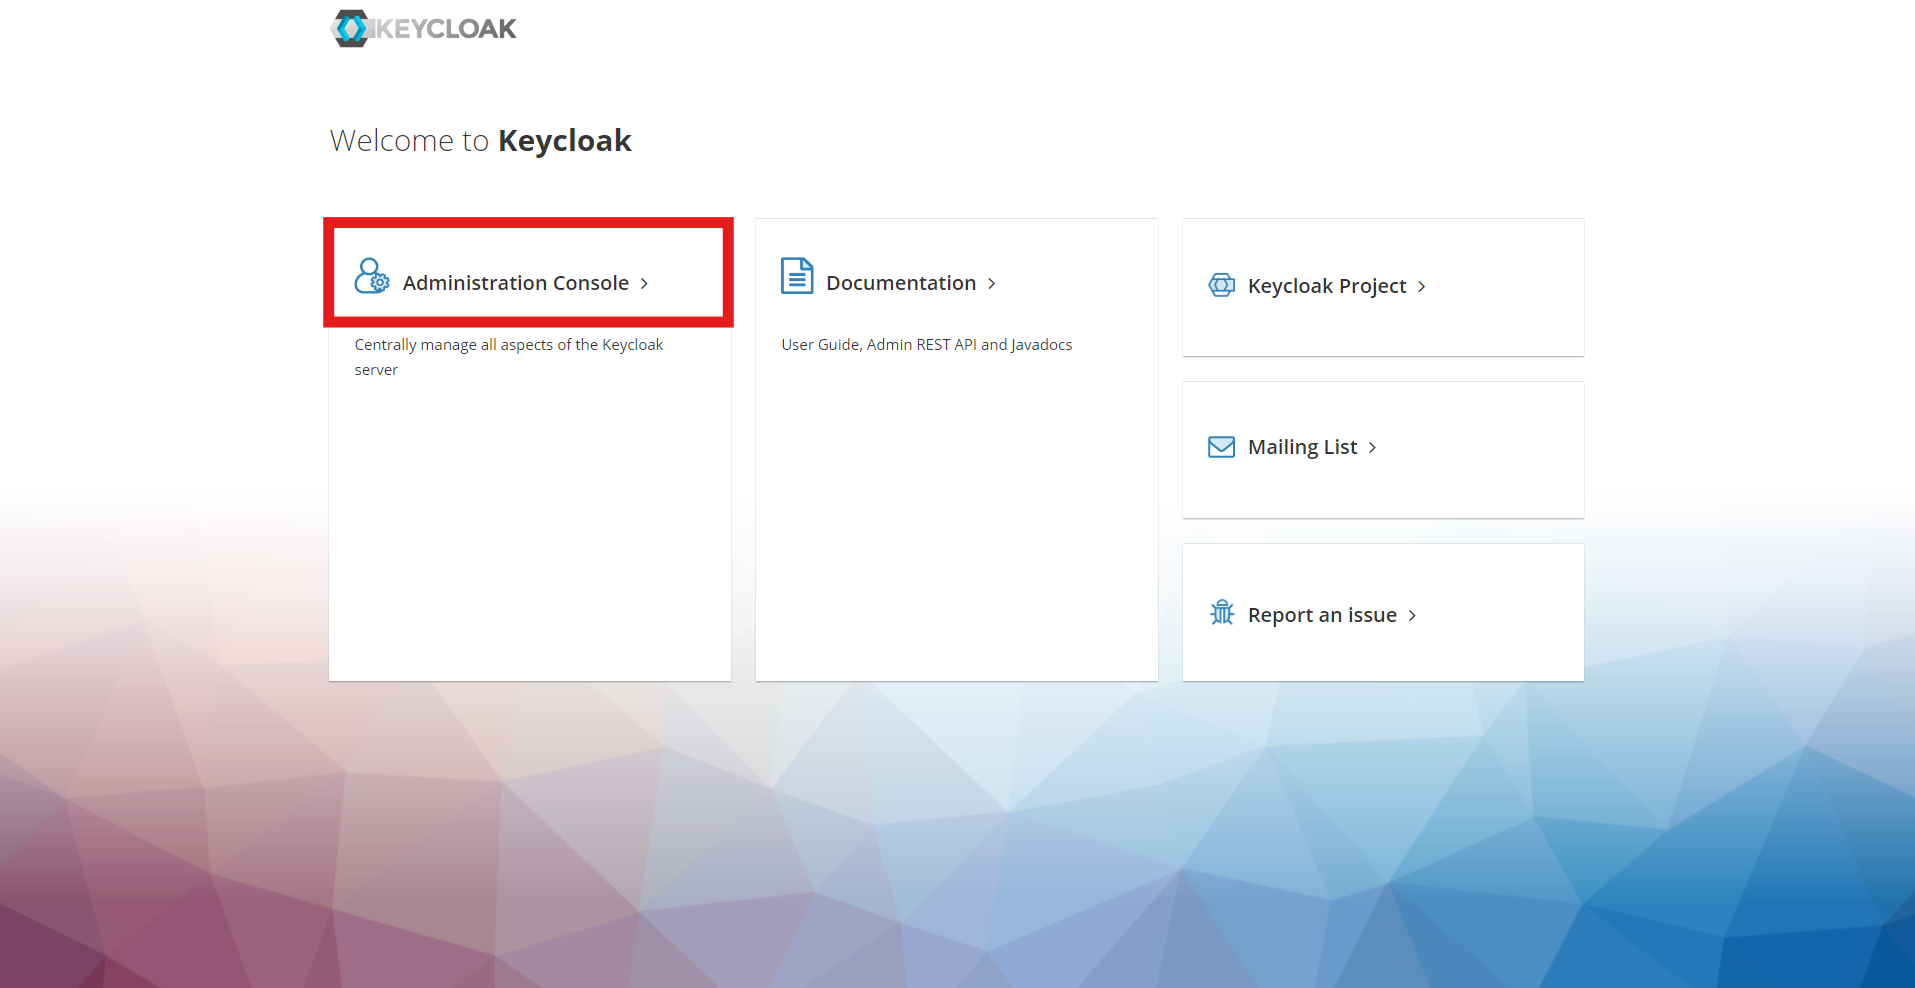 KEYCLOAK
Welcome to Keycloak
Administration Console
Centrally manage all aspects of the Keycloak
server
Documentation
User Guide, Admin REST API and Javadocs
Keycloak Project
Mailing List
Report an issue